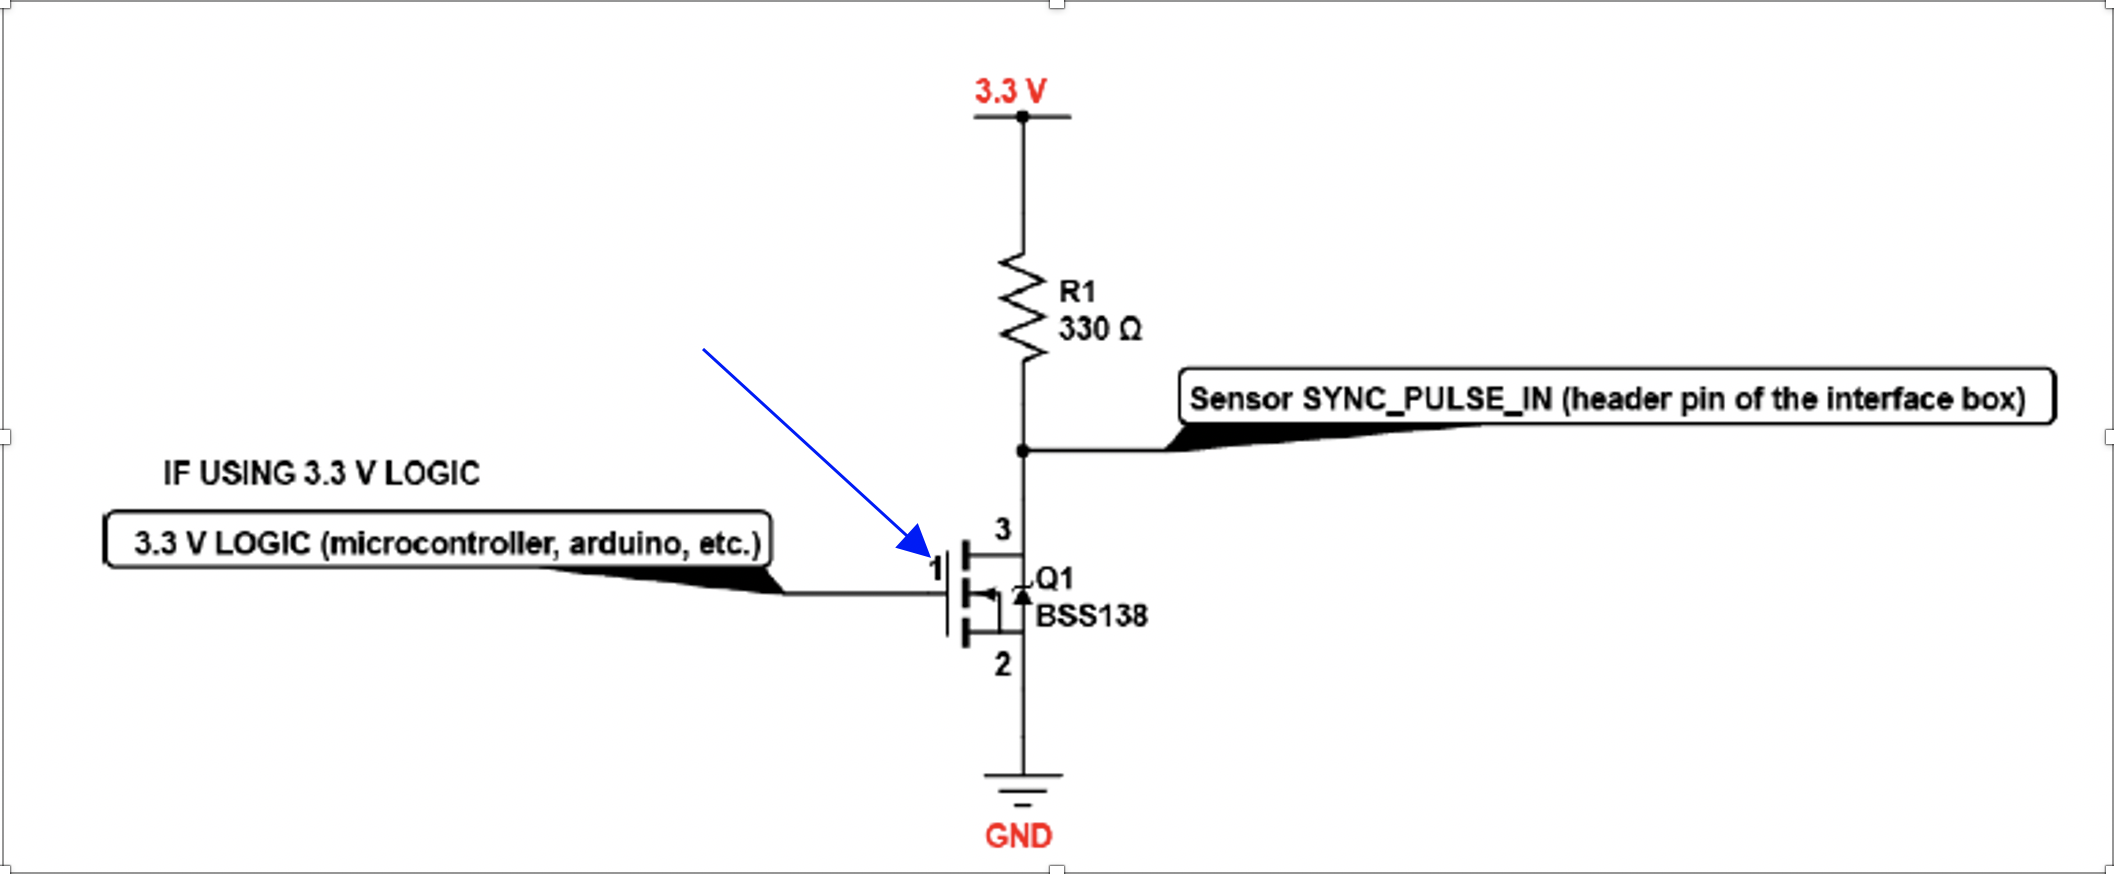 3.3 V
R1
330 Ω
Sensor SYNC_PULSE_IN (header pin of the interface box)
IF USING 3.3 V LOGIC
3.3 V LOGIC (microcontroller, arduino, etc.)
3
1
Q1
BSS138
2
GND